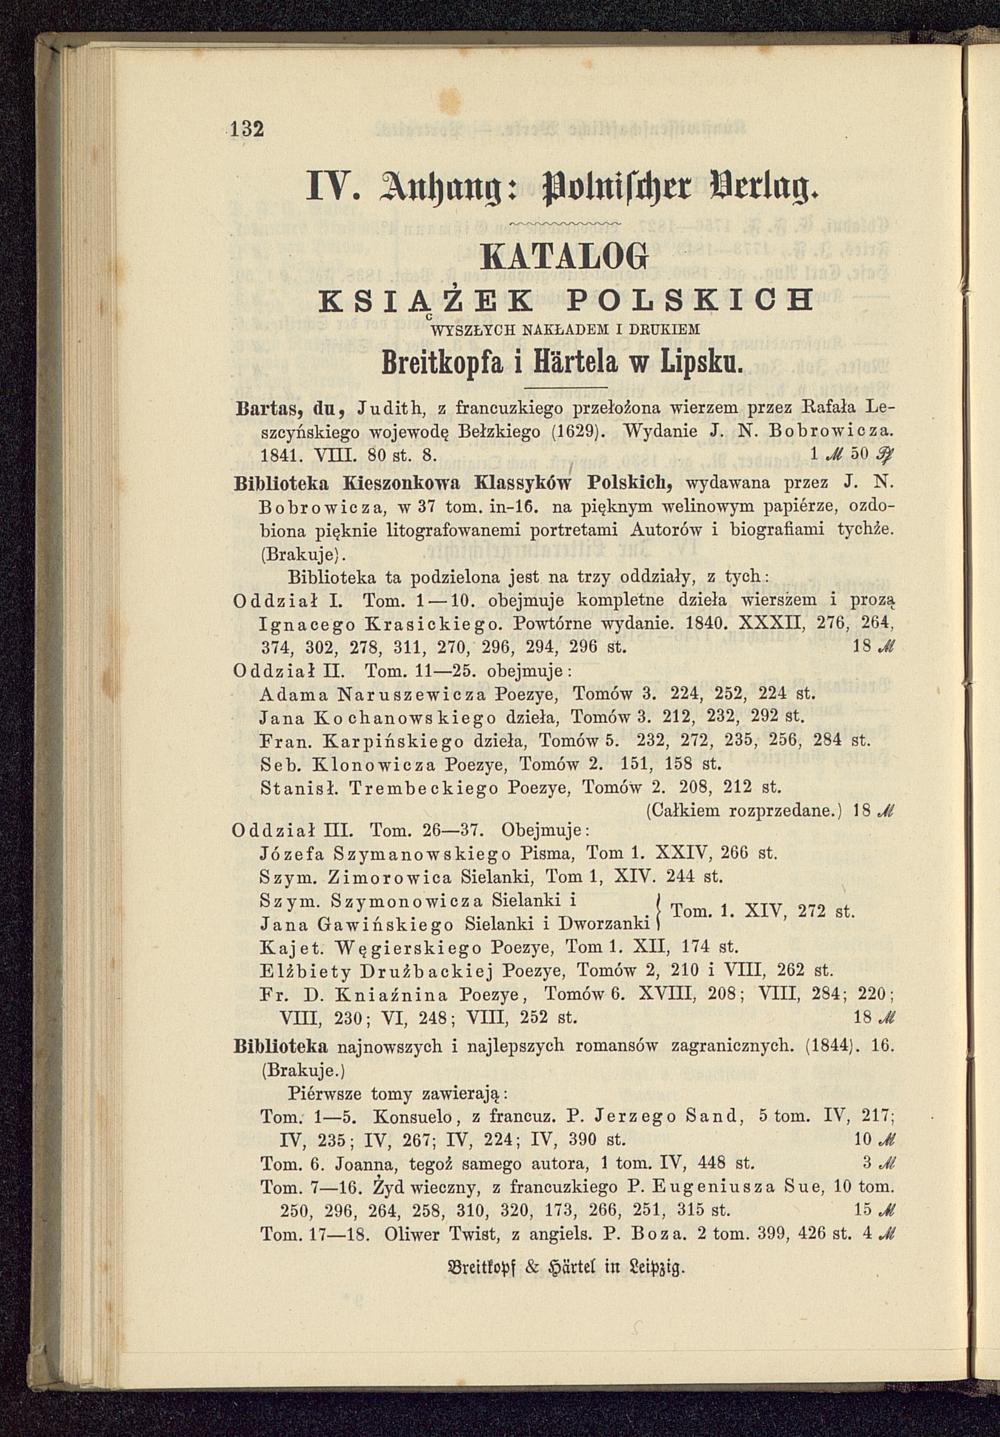 132
IV. Anhang: Polnischer Verlag.
KATALOG
KSIĄŻEK POLSKICH
WYSZŁYCH NAKŁADEM I DRUKIEM
Breitkopfa i Härtela w Lipsku.
Bartas, du, Judith, z francuzkiego przełożona wierzem przez Rafała Le-
szcyńskiego wojewodę Bełzkiego (1629). Wydanie J. N. Bobrowicza.
1841. VIII. 80 st. 8. 1 ℳ 50 ₰
Biblioteka Kieszonkowa Klassyków Polskich, wydawana przez J. N.
Bobrowicza, w 37 tom. in-16. na pięknym welinowym papiérze, ozdo-
biona pięknie litografowanemi portretami Autorów i biografiami tychże.
(Brakuje).
Biblioteka ta podzielona jest na trzy oddziały, z tych:
Oddział I. Tom. 1—10. obejmuje kompletne dzieła wierszem i prozą
Ignacego Krasickiego. Powtórne wydanie. 1840. XXXII, 276, 264,
374, 302, 278, 311, 270, 296, 294, 296 st. 18 ℳ
Oddział II. Tom. 11—25. obejmuje:
Adama Naruszewicza Poezye, Tomów 3. 224, 252, 224 st.
Jana Kochanowskiego dzieła, Tomów 3. 212, 232, 292 st.
Fran. Karpińskiego dzieła, Tomów 5. 232, 272, 235, 256, 284 st.
Seb. Klonowicza Poezye, Tomów 2. 151, 158 st.
Stanisł. Trembeckiego Poezye, Tomów 2. 208, 212 st.
(Całkiem rozprzedane.) 18 ℳ
Oddział III. Tom. 26—37. Obejmuje:
Józefa Szymanowskiego Pisma, Tom 1. XXIV, 266 st.
Szym. Zimorowica Sielanki, Tom 1, XIV. 244 st.
Szym. Szymonowicza Sielanki i
Jana Gawińskiego Sielanki i Dworzanki } Tom. 1. XIV, 272 st.
Kajet. Węgierskiego Poezye, Tom 1. XII, 174 st.
Elżbiety Drużbackiej Poezye, Tomów 2, 210 i VIII, 262 st.
Fr. D. Kniaźnina Poezye, Tomów 6. XVIII, 208; VIII, 284; 220;
VIII, 230; VI, 248; VIII, 252 st. 18 ℳ
Biblioteka najnowszych i najlepszych romansów zagranicznych. (1844). 16.
(Brakuje.)
Piérwsze tomy zawierają:
Tom. 1—5. Konsuelo, z francuz. P. Jerzego Sand, 5 tom. IV, 217;
IV, 235; IV, 267; IV, 224; IV, 390 st. 10 ℳ
Tom. 6. Joanna, tegoż samego autora, 1 tom. IV, 448 st. 3 ℳ
Tom. 7—16. Żyd wieczny, z francuzkiego P. Eugeniusza Sue, 10 tom.
250, 296, 264, 258, 310, 320, 173, 266, 251, 315 st. 15 ℳ
Tom. 17—18. Oliwer Twist, z angiels. P. Boza. 2 tom. 399, 426 st. 4 ℳ
Breitkopf & Härtel in Leipzig.